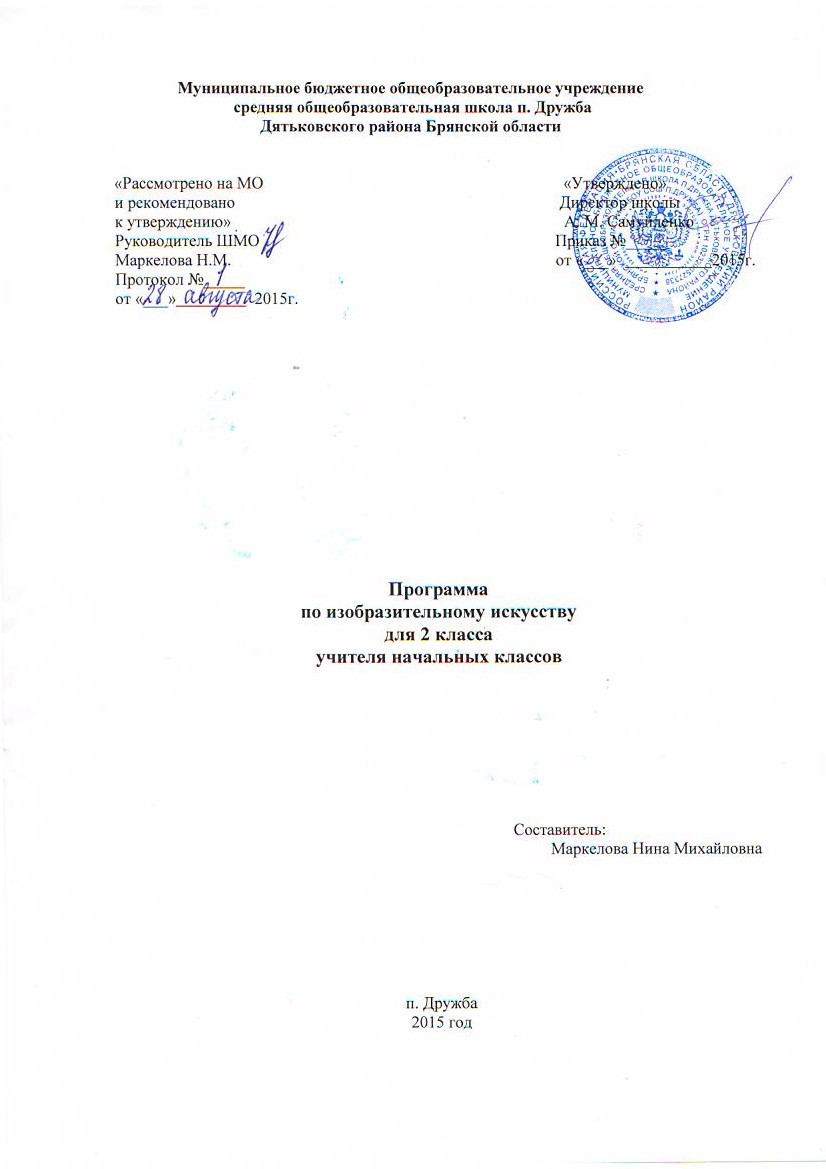 Муниципальное бюджетное общеобразовательное учреждение
средняя общеобразовательная школа п. Дружба
Дятьковского района Брянской области
«Рассмотрено на МО
и рекомендовано
к утверждению»
Руководитель ШМО
Маркелова Н.М.
Протокол № 1
от «28» августа 2015г.
«Утверждено»
Директор школы
А. М. Самуйленко
Приказ №
от « » 2015г.
Программа
по изобразительному искусству
для 2 класса
учителя начальных классов
Составитель:
Маркелова Нина Михайловна
п. Дружба
2015 год